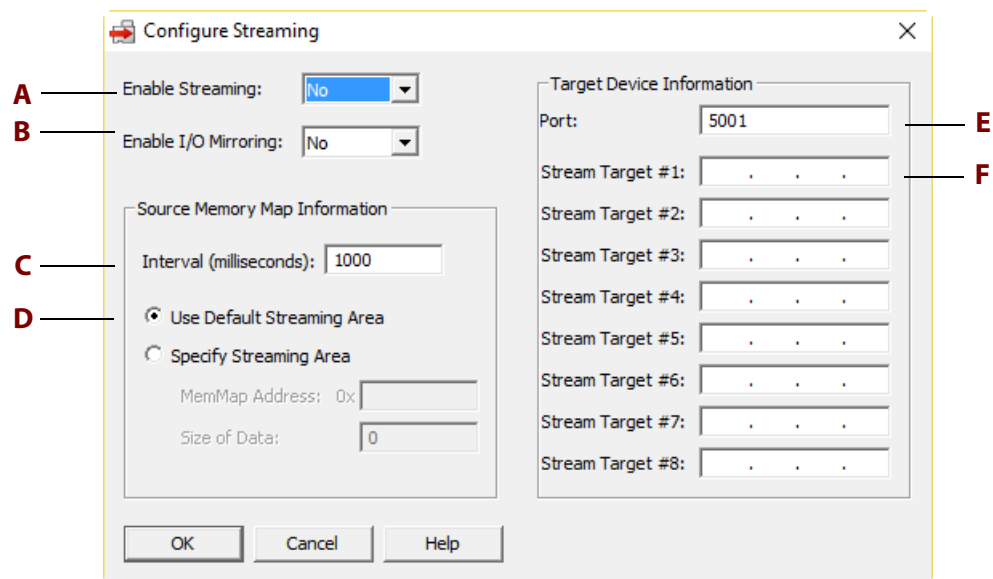 Configure Streaming
A
Enable Streaming: No
B
Enable I/O Mirroring: No
Source Memory Map Information
C
Interval (milliseconds): 1000
D
Use Default Streaming Area
Specify Streaming Area
MemMap Address: 0x
Size of Data: 0
Target Device Information
Port: 5001
E
Stream Target #1: . . .
F
Stream Target #2: . . .
Stream Target #3: . . .
Stream Target #4: . . .
Stream Target #5: . . .
Stream Target #6: . . .
Stream Target #7: . . .
Stream Target #8: . . .
OK Cancel Help